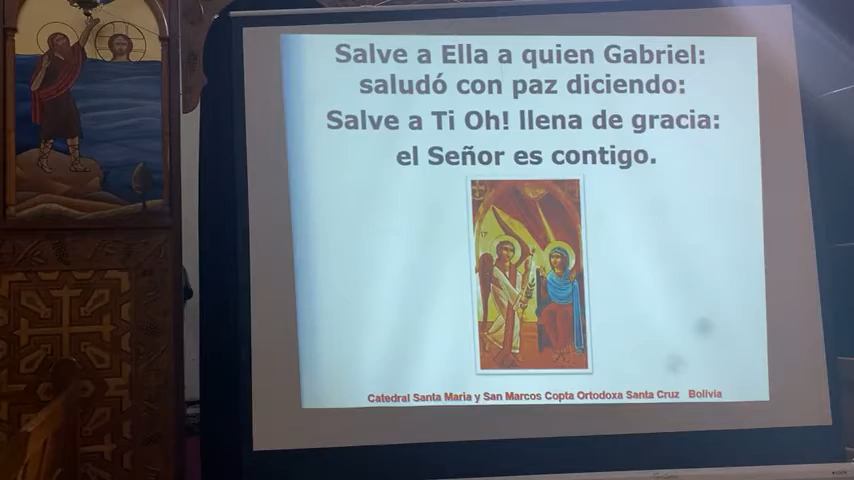 Salve a Ella a quien Gabriel:
saludó con paz diciendo:
Salve a Ti Oh! llena de gracia:
el Señor es contigo.
Catedral Santa Maria y San Marcos Copta Ortodoxa Santa Cruz Bolivia